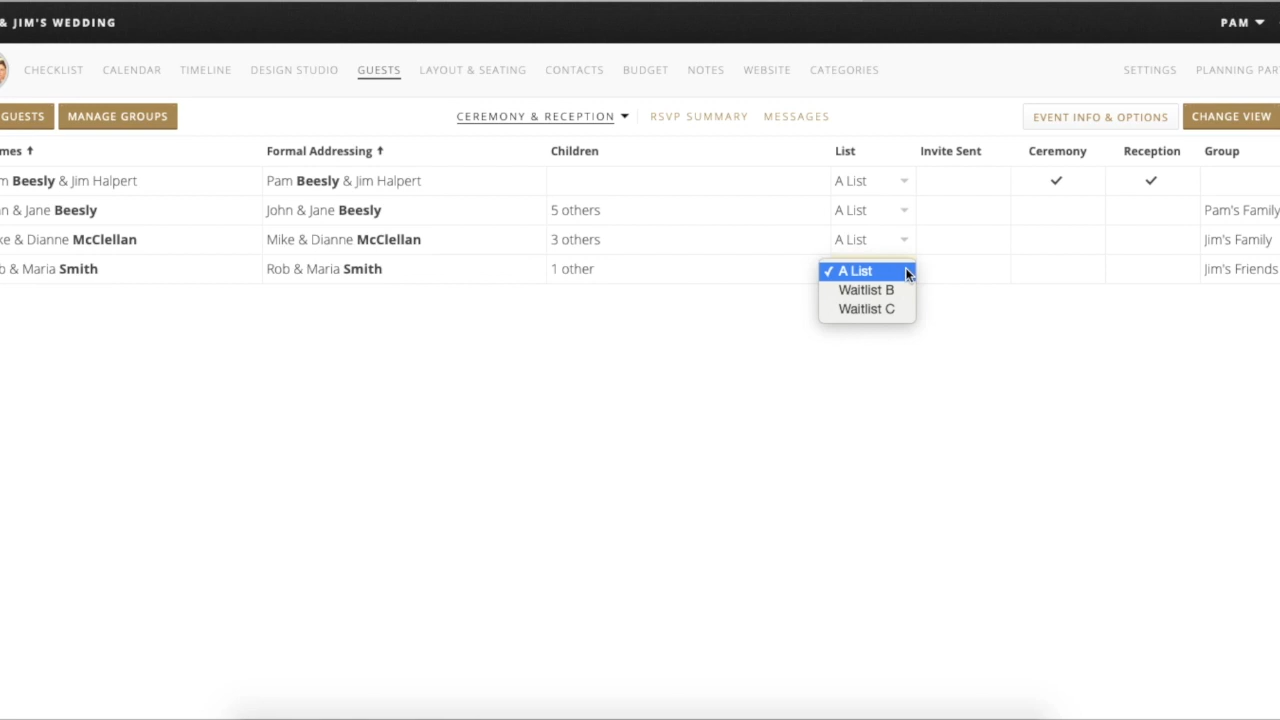 & JIM'S WEDDING PAM
CHECKLIST CALENDAR TIMELINE DESIGN STUDIO GUESTS LAYOUT & SEATING CONTACTS BUDGET NOTES WEBSITE CATEGORIES SETTINGS PLANNING PAR
GUESTS MANAGE GROUPS CEREMONY & RECEPTION RSVP SUMMARY MESSAGES EVENT INFO & OPTIONS CHANGE VIEW
mes ↑ Formal Addressing ↑ Children List Invite Sent Ceremony Reception Group
m Beesly & Jim Halpert Pam Beesly & Jim Halpert A List ✓ ✓
n & Jane Beesly John & Jane Beesly 5 others A List Pam's Family
ke & Dianne McClellan Mike & Dianne McClellan 3 others A List Jim's Family
b & Maria Smith Rob & Maria Smith 1 other ✓ A List Jim's Friends
Waitlist B
Waitlist C